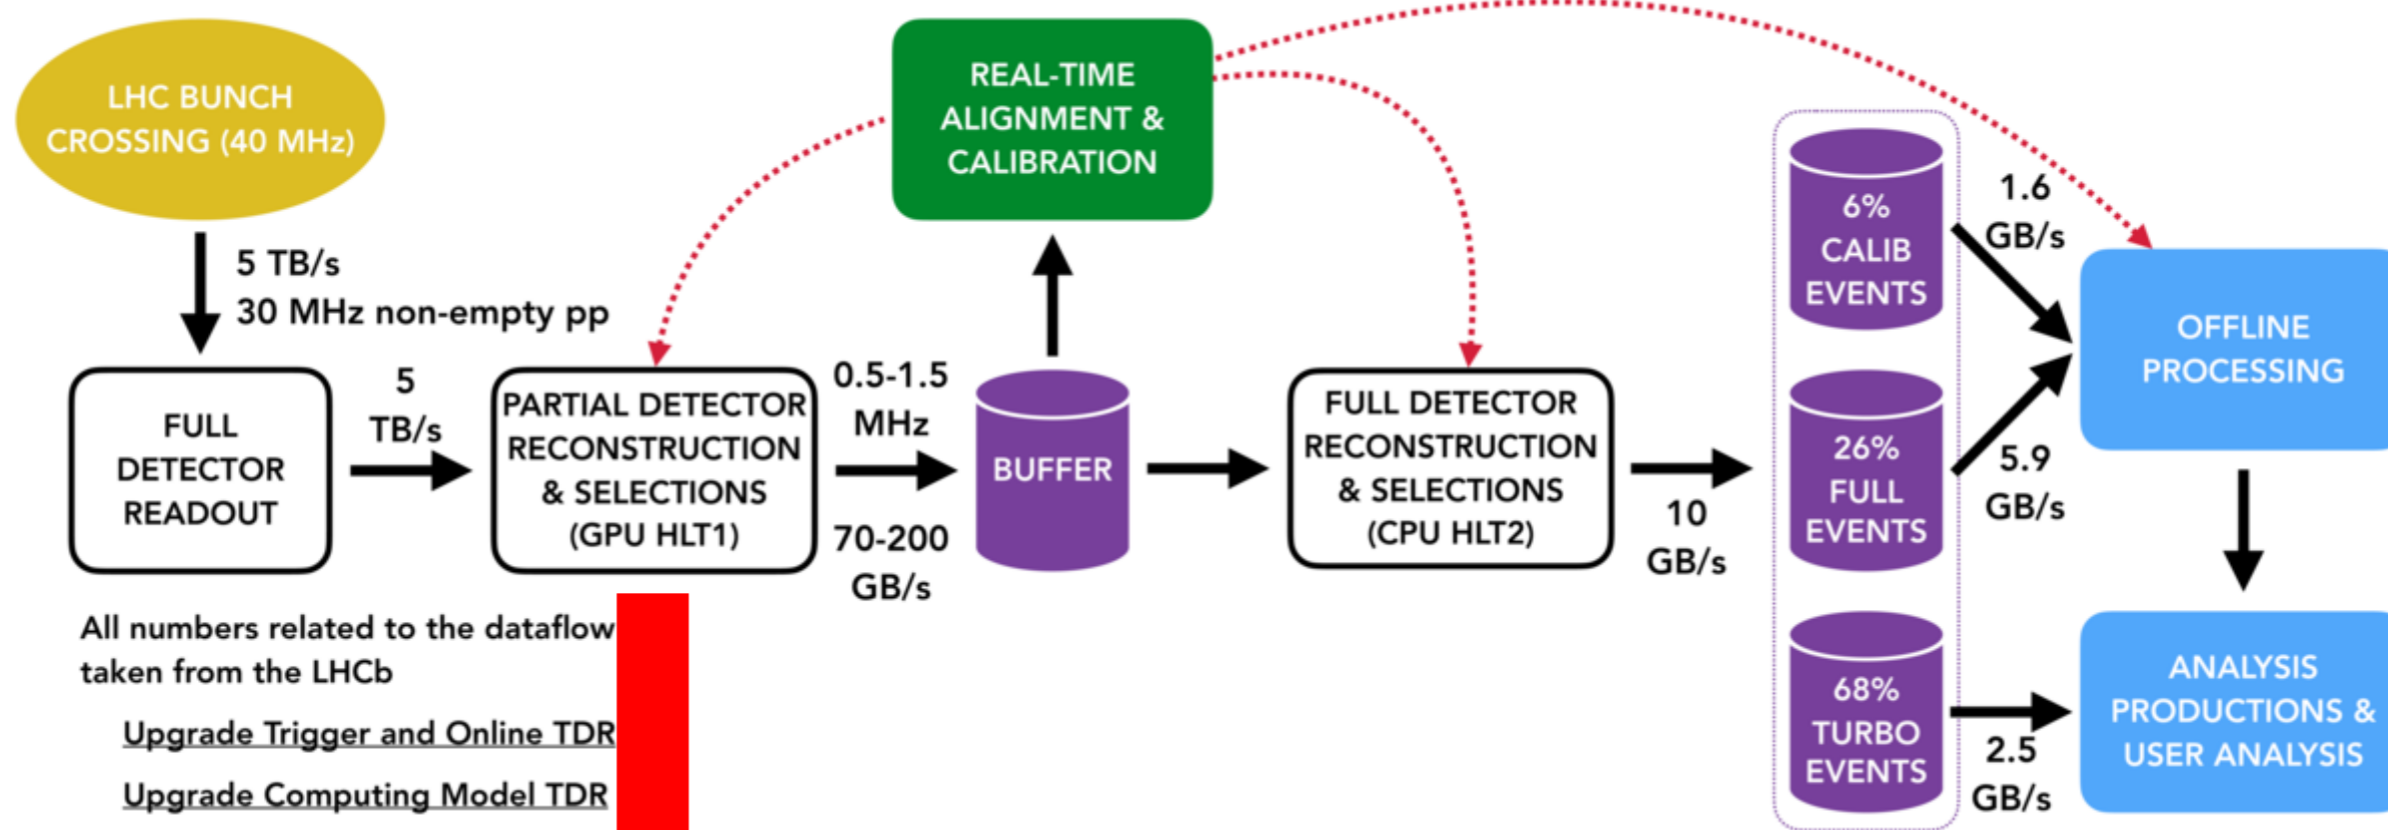 LHC BUNCH
CROSSING (40 MHz)
5 TB/s
30 MHz non-empty pp
FULL
DETECTOR
READOUT
5
TB/s
PARTIAL DETECTOR
RECONSTRUCTION
& SELECTIONS
(GPU HLT1)
0.5-1.5
MHz
70-200
GB/s
REAL-TIME
ALIGNMENT &
CALIBRATION
BUFFER
FULL DETECTOR
RECONSTRUCTION
& SELECTIONS
(CPU HLT2)
10
GB/s
6%
CALIB
EVENTS
1.6
GB/s
26%
FULL
EVENTS
5.9
GB/s
68%
TURBO
EVENTS
2.5
GB/s
OFFLINE
PROCESSING
ANALYSIS
PRODUCTIONS &
USER ANALYSIS
All numbers related to the dataflow
taken from the LHCb
Upgrade Trigger and Online TDR
Upgrade Computing Model TDR